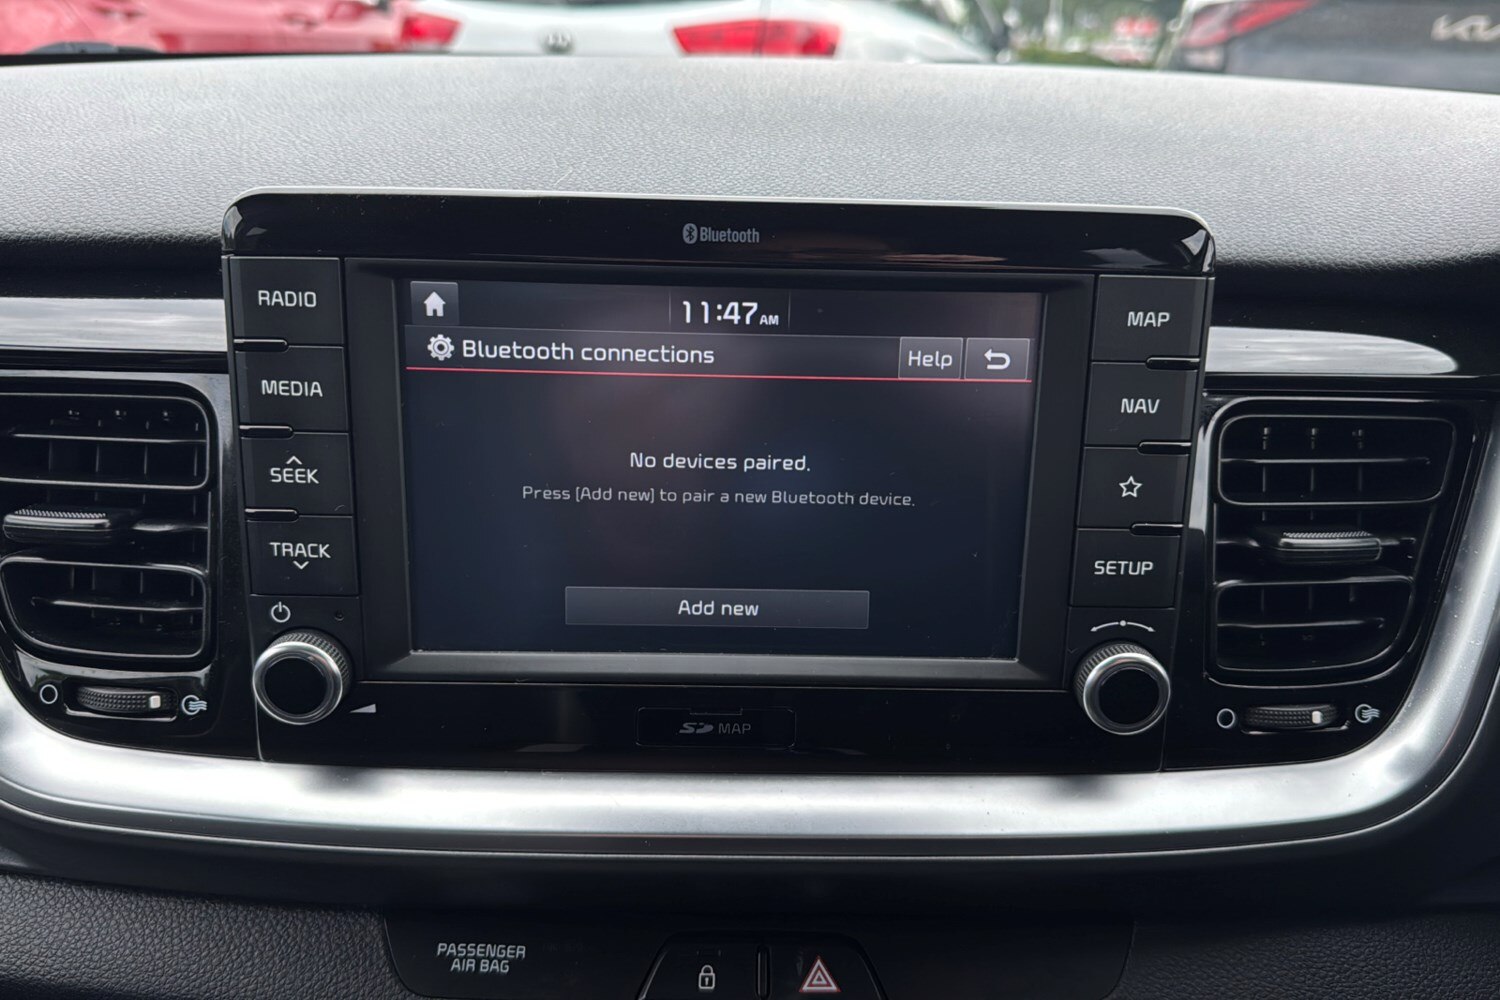 KIA
Bluetooth
RADIO
MEDIA
SEEK
TRACK
11:47 AM
Bluetooth connections
Help
No devices paired.
Press [Add new] to pair a new Bluetooth device.
Add new
MAP
NAV
SETUP
SD MAP
PASSENGER
AIR BAG